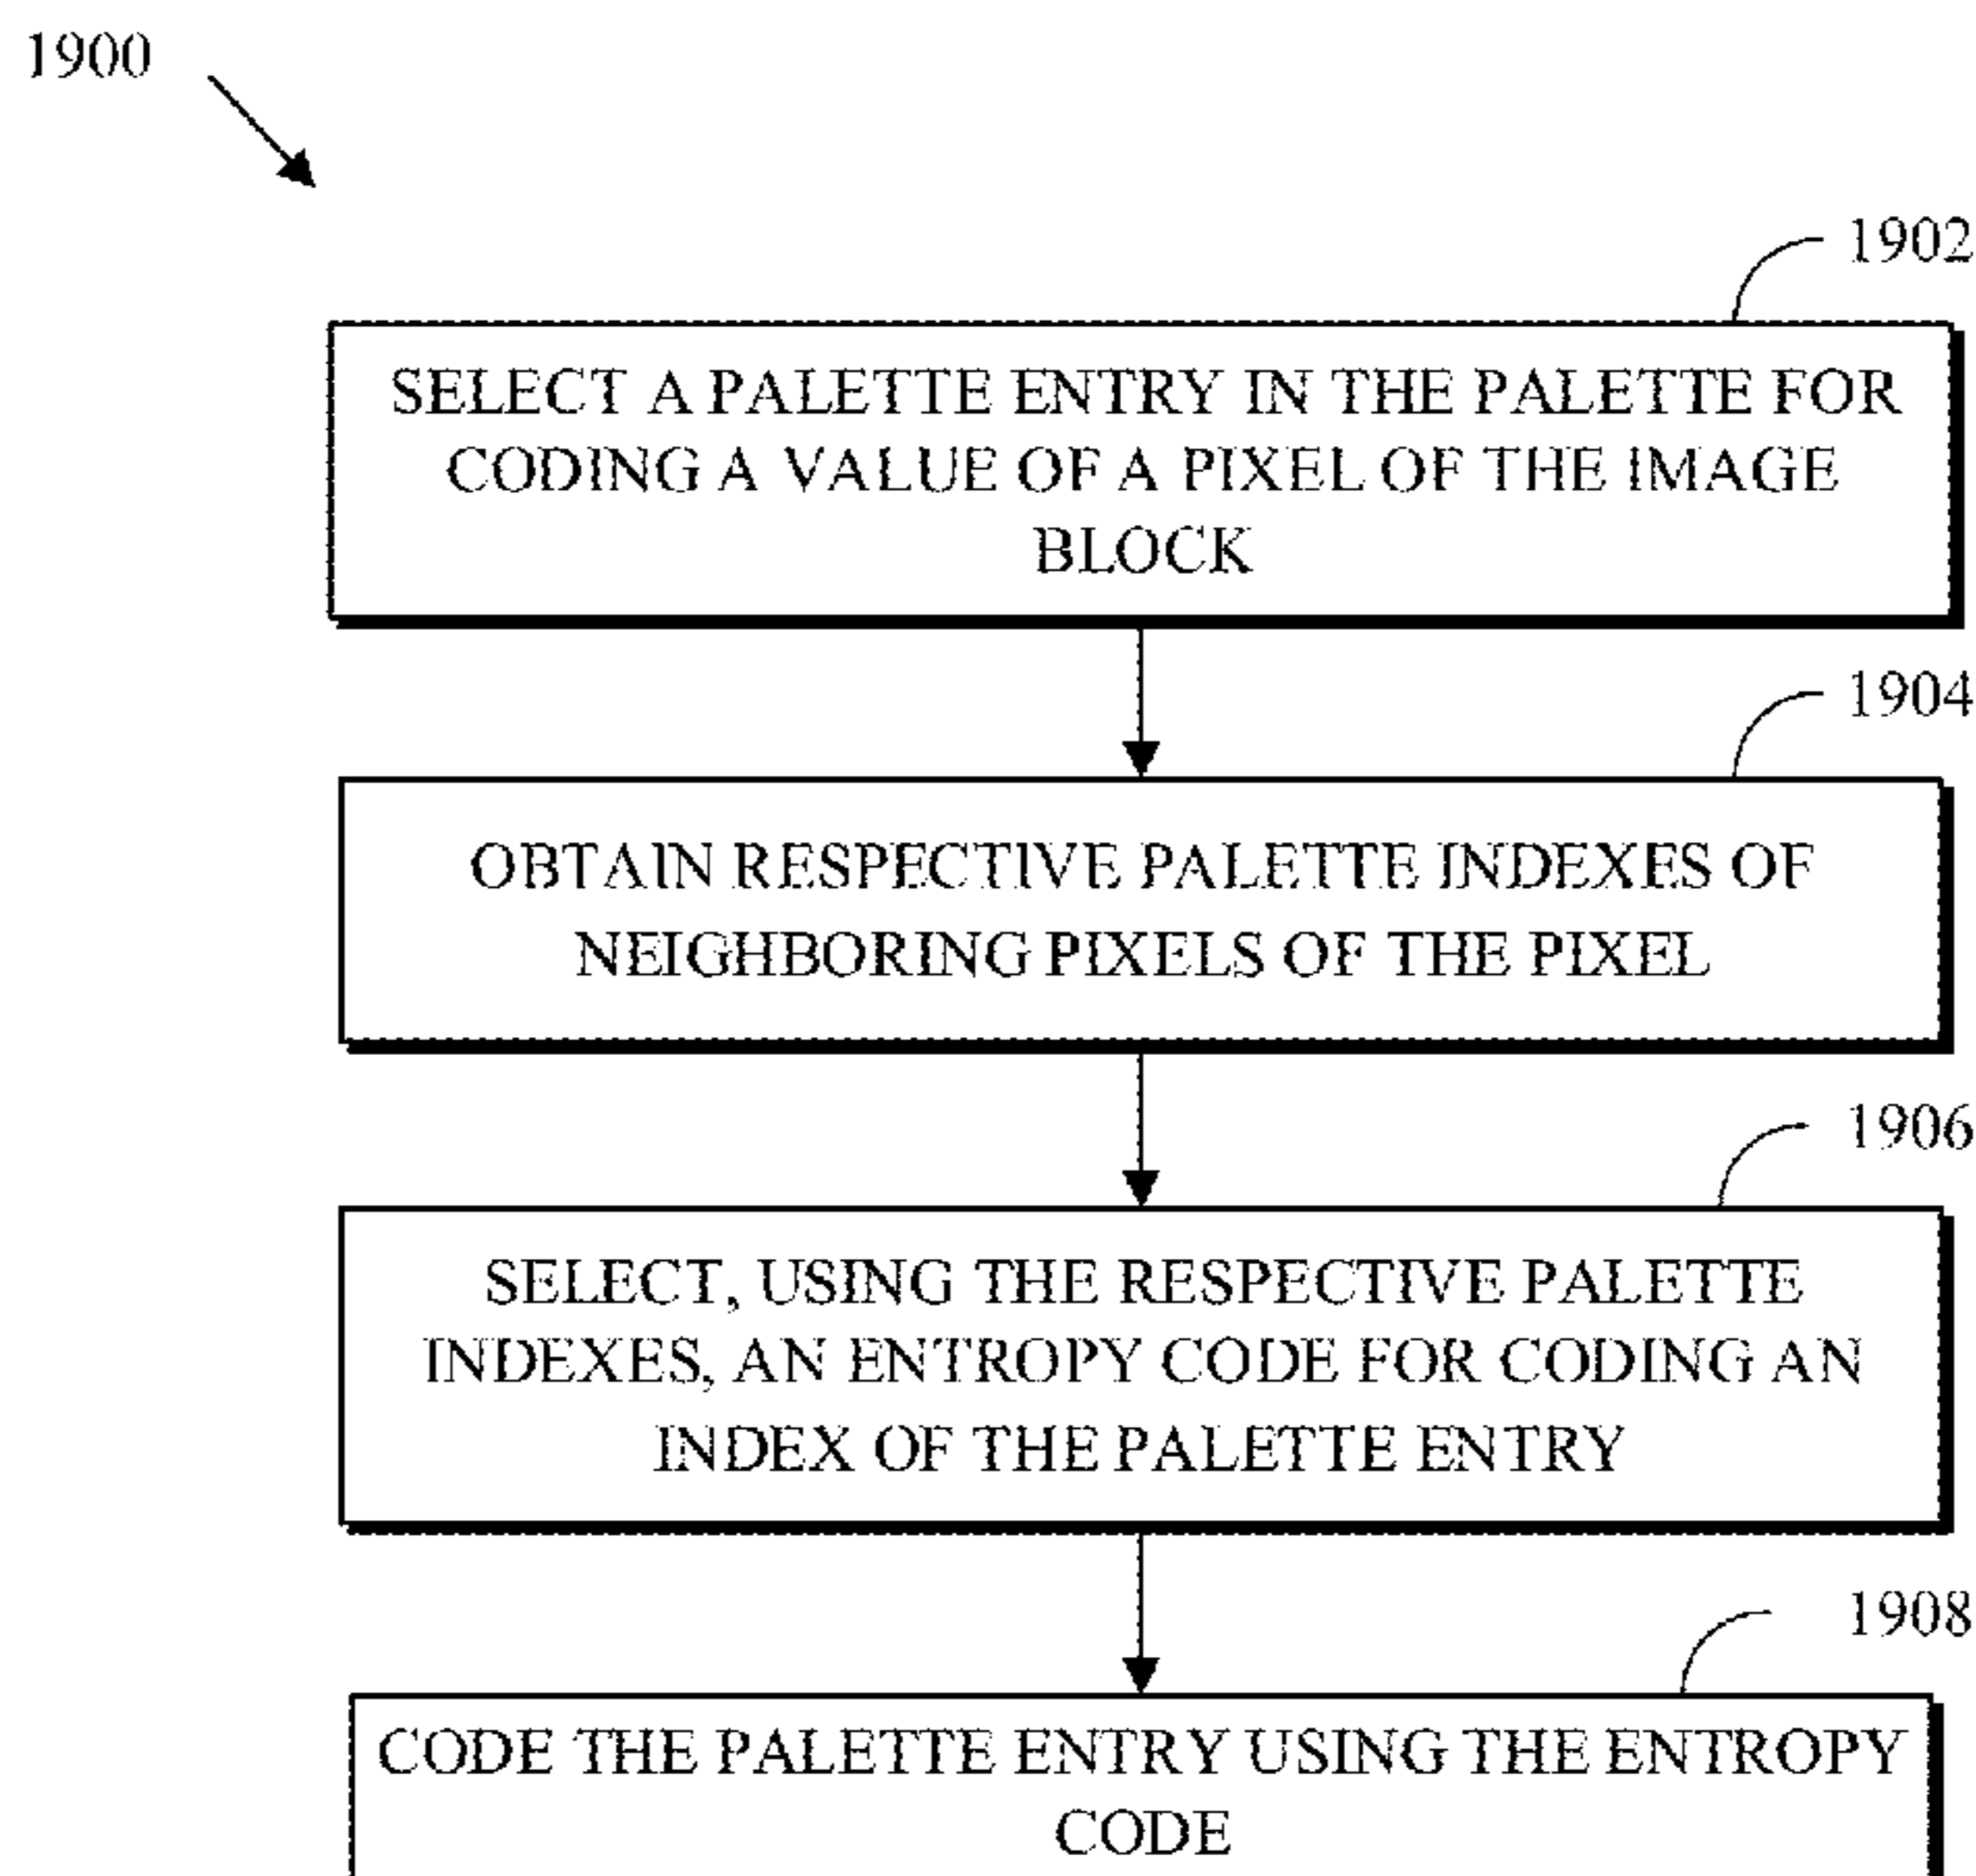 1900
1902
SELECT A PALETTE ENTRY IN THE PALETTE FOR
CODING A VALUE OF A PIXEL OF THE IMAGE
BLOCK
1904
OBTAIN RESPECTIVE PALETTE INDEXES OF
NEIGHBORING PIXELS OF THE PIXEL
1906
SELECT, USING THE RESPECTIVE PALETTE
INDEXES, AN ENTROPY CODE FOR CODING AN
INDEX OF THE PALETTE ENTRY
1908
CODE THE PALETTE ENTRY USING THE ENTROPY
CODE